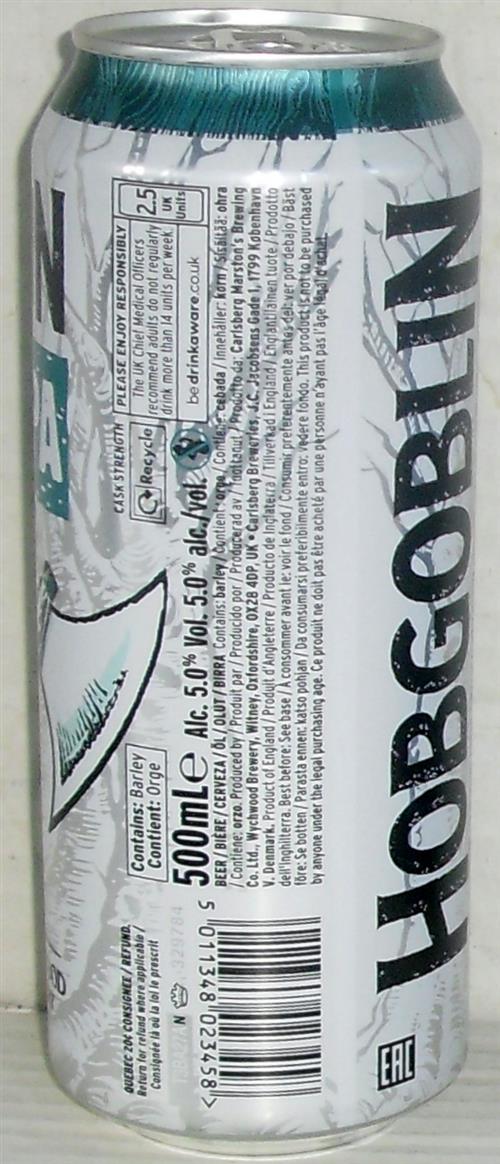 HOBGOBLIN
EAC
CASK STRENGTH
PLEASE ENJOY RESPONSIBLY
The UK Chief Medical Officers
recommend adults do not regularly
drink more than 14 units per week.
2.5
UK
Units
bedrinkaware.co.uk
Recycle
Contains: Barley
Contient: Orge
500mLe Alc. 5.0% Vol. 5.0% alc./vol.
BEER / BIÈRE / CERVEZA / ÖL / OLUT / BIRRA Contains: barley / Contient: orge / Contiene: cebada / Innehåller: korn / Sisältää: ohra
/ Contiene: orzo. Produced by / Produit par / Producido por / Producerad av / Tuottanut / Prodotto da: Carlsberg Marston's Brewing
Co. Ltd., Wychwood Brewery, Witney, Oxfordshire, OX28 4DP, UK • Carlsberg Breweries, J.C. Jacobsens Gade 1, 1799 København
V. Denmark. Product of England / Produit d'Angleterre / Producto de Inglaterra / Tillverkad i England / Englantilainen tuote / Prodotto
dell'Inghilterra. Best before: See base / À consommer avant le: voir le fond / Consumir preferentemente antes del: ver por debajo / Bäst
före: Se botten / Parasta ennen: katso pohjan / Da consumarsi preferibilmente entro: vedere fondo. This product is not to be purchased
by anyone under the legal purchasing age. Ce produit ne doit pas être acheté par une personne n'ayant pas l'âge légal d'achat.
QUEBEC 20¢ CONSIGNÉE / REFUND.
Return for refund where applicable /
Consignée là où la loi le prescrit
N
329784
5 011348 023458 >